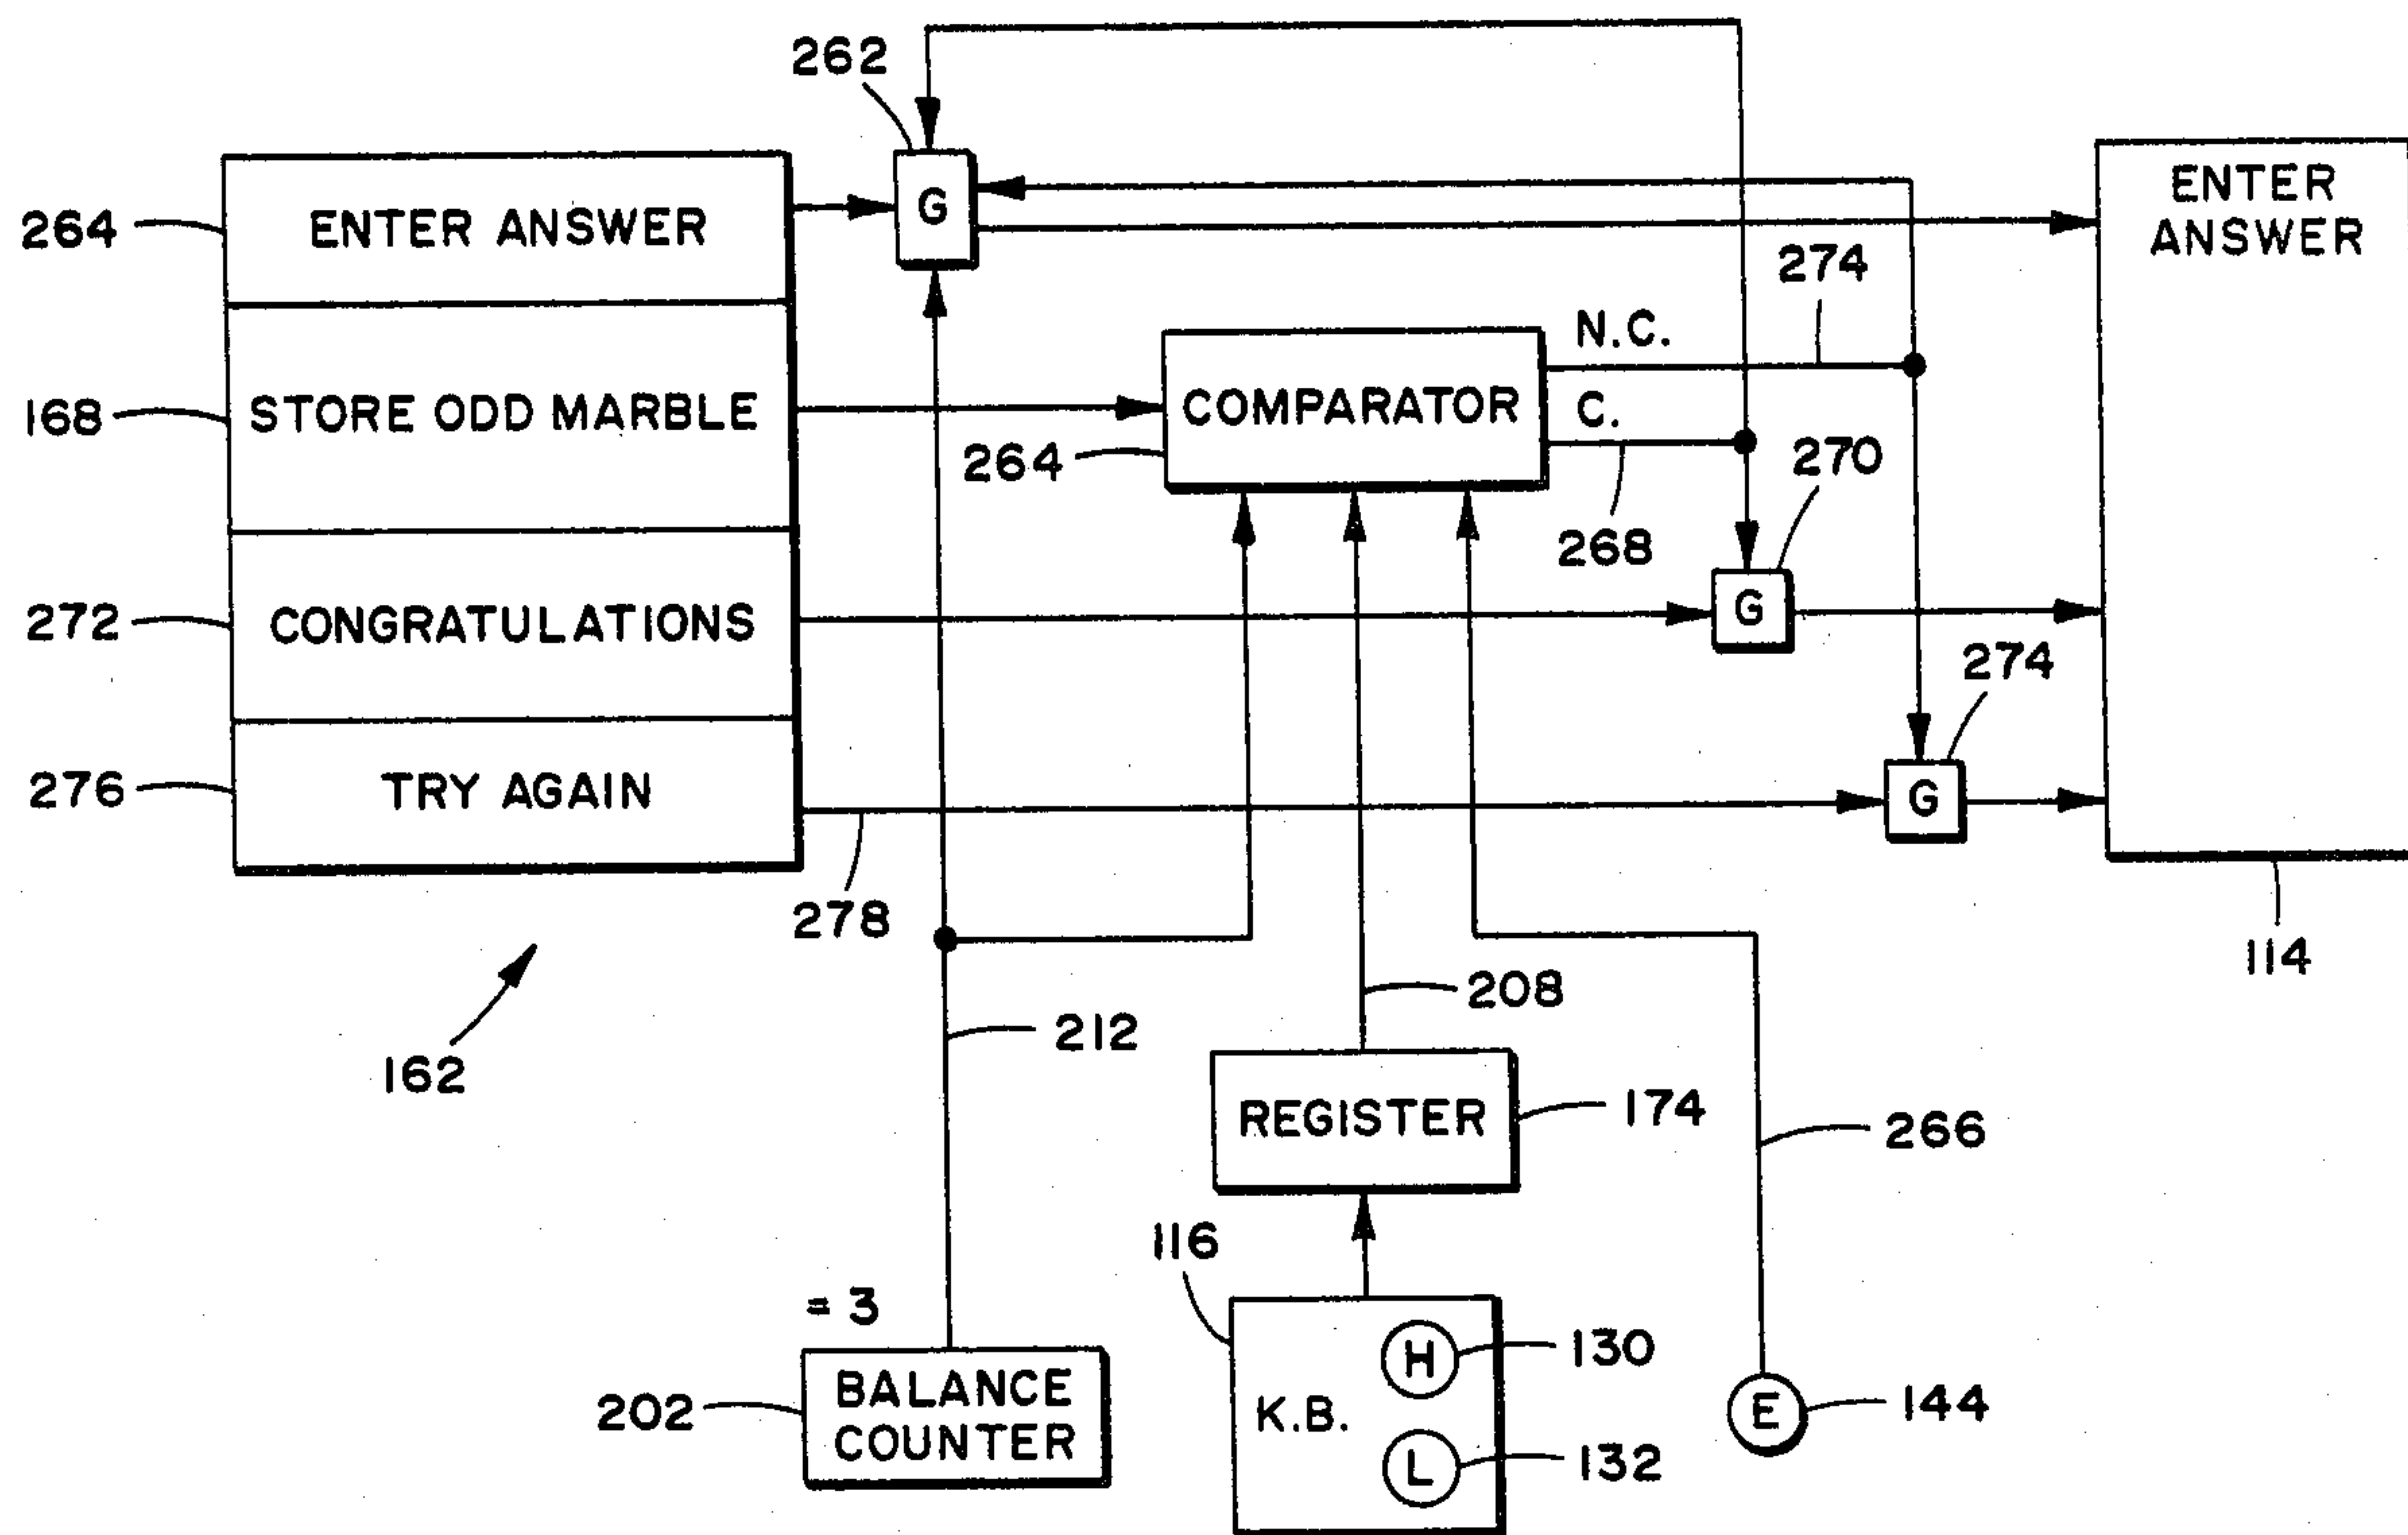 262
264
ENTER ANSWER
G
ENTER
ANSWER
274
N.C.
168
STORE ODD MARBLE
COMPARATOR
C.
264
268
270
272
CONGRATULATIONS
G
274
276
TRY AGAIN
G
278
114
162
212
208
REGISTER
174
266
116
= 3
202
BALANCE
COUNTER
K.B.
H
130
L
132
E
144